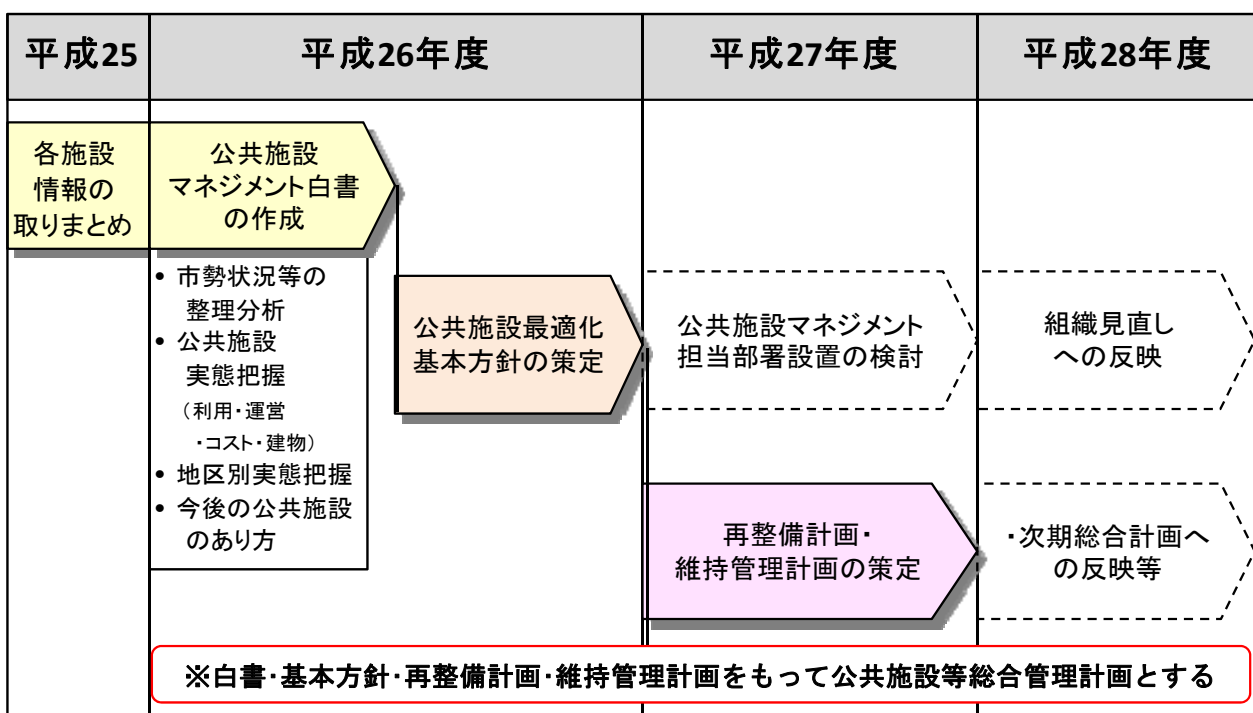 平成25
平成26年度
平成27年度
平成28年度
各施設
情報の
取りまとめ
公共施設
マネジメント白書
の作成
• 市勢状況等の
整理分析
• 公共施設
実態把握
（利用・運営
・コスト・建物）
• 地区別実態把握
• 今後の公共施設
のあり方
公共施設最適化
基本方針の策定
公共施設マネジメント
担当部署設置の検討
組織見直し
への反映
再整備計画・
維持管理計画の策定
・次期総合計画へ
の反映等
※白書・基本方針・再整備計画・維持管理計画をもって公共施設等総合管理計画とする